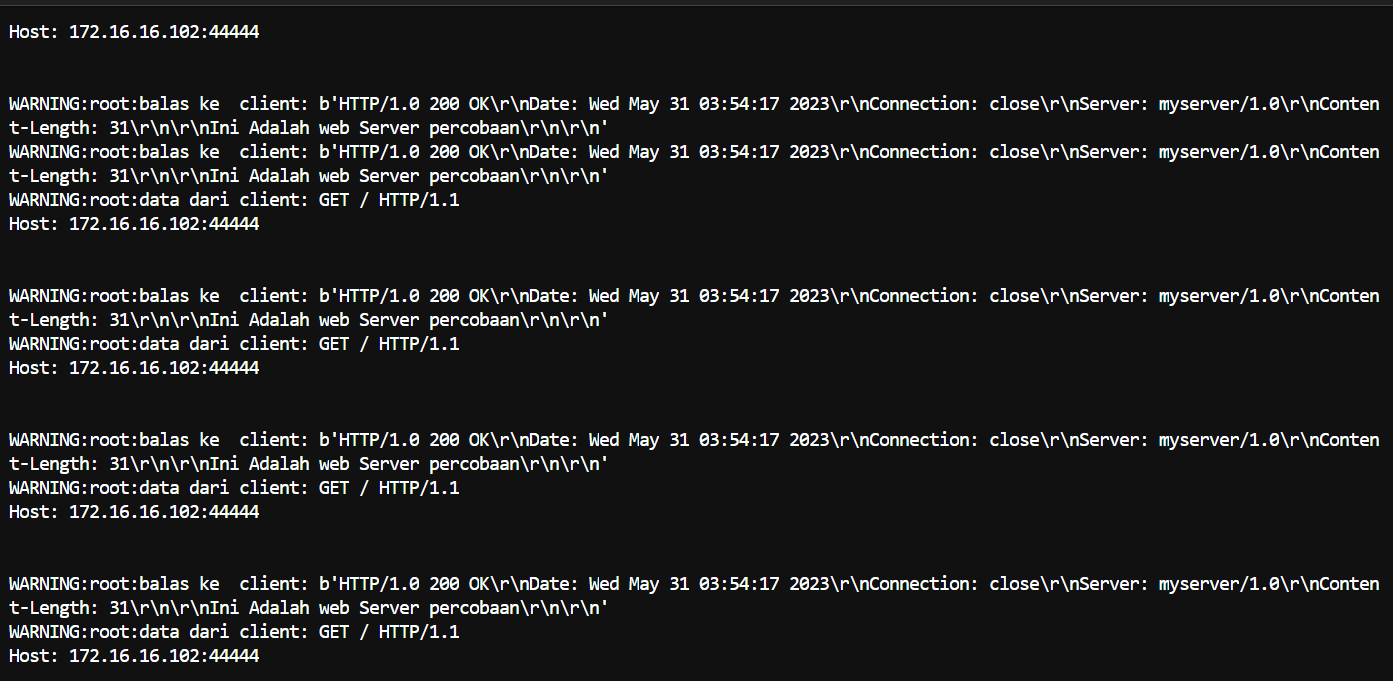 Host: 172.16.16.102:44444
WARNING:root:balas ke  client: b'HTTP/1.0 200 OK\r\nDate: Wed May 31 03:54:17 2023\r\nConnection: close\r\nServer: myserver/1.0\r\nConten
t-Length: 31\r\n\r\nIni Adalah web Server percobaan\r\n\r\n'
WARNING:root:balas ke  client: b'HTTP/1.0 200 OK\r\nDate: Wed May 31 03:54:17 2023\r\nConnection: close\r\nServer: myserver/1.0\r\nConten
t-Length: 31\r\n\r\nIni Adalah web Server percobaan\r\n\r\n'
WARNING:root:data dari client: GET / HTTP/1.1
Host: 172.16.16.102:44444
WARNING:root:balas ke  client: b'HTTP/1.0 200 OK\r\nDate: Wed May 31 03:54:17 2023\r\nConnection: close\r\nServer: myserver/1.0\r\nConten
t-Length: 31\r\n\r\nIni Adalah web Server percobaan\r\n\r\n'
WARNING:root:data dari client: GET / HTTP/1.1
Host: 172.16.16.102:44444
WARNING:root:balas ke  client: b'HTTP/1.0 200 OK\r\nDate: Wed May 31 03:54:17 2023\r\nConnection: close\r\nServer: myserver/1.0\r\nConten
t-Length: 31\r\n\r\nIni Adalah web Server percobaan\r\n\r\n'
WARNING:root:data dari client: GET / HTTP/1.1
Host: 172.16.16.102:44444
WARNING:root:balas ke  client: b'HTTP/1.0 200 OK\r\nDate: Wed May 31 03:54:17 2023\r\nConnection: close\r\nServer: myserver/1.0\r\nConten
t-Length: 31\r\n\r\nIni Adalah web Server percobaan\r\n\r\n'
WARNING:root:data dari client: GET / HTTP/1.1
Host: 172.16.16.102:44444